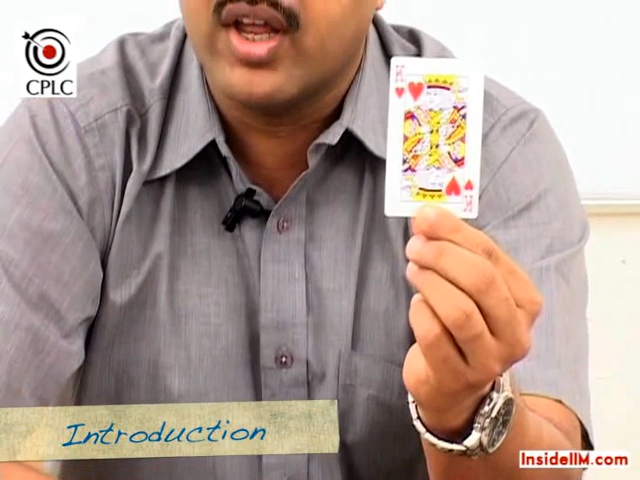 CPLC
K
K
Introduction
InsideIIM.com